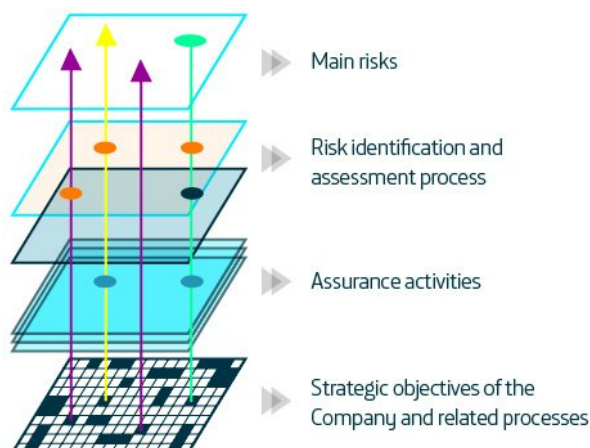 Main risks
Risk identification and
assessment process
Assurance activities
Strategic objectives of the
Company and related processes